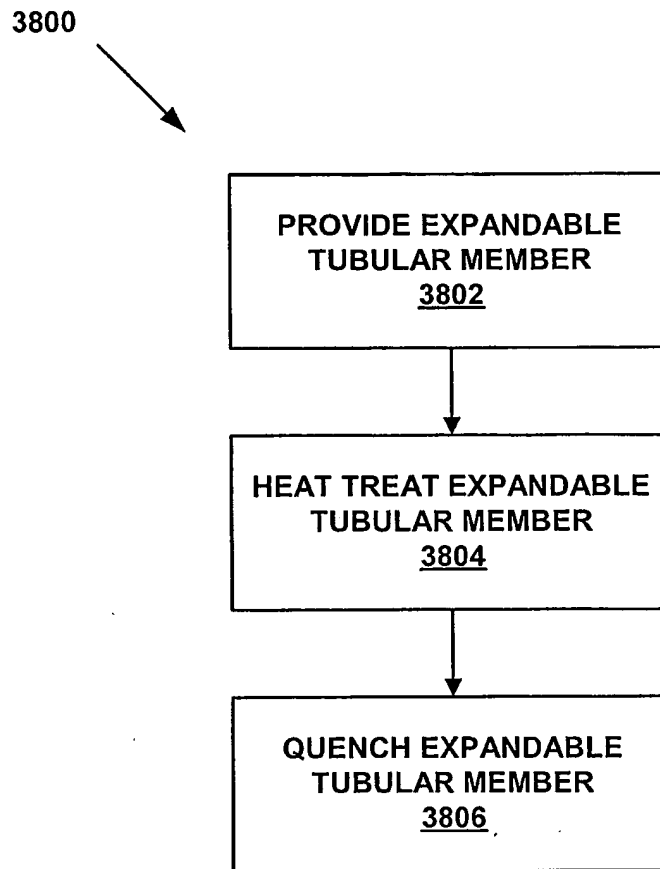 3800
PROVIDE EXPANDABLE
TUBULAR MEMBER
3802
HEAT TREAT EXPANDABLE
TUBULAR MEMBER
3804
QUENCH EXPANDABLE
TUBULAR MEMBER
3806